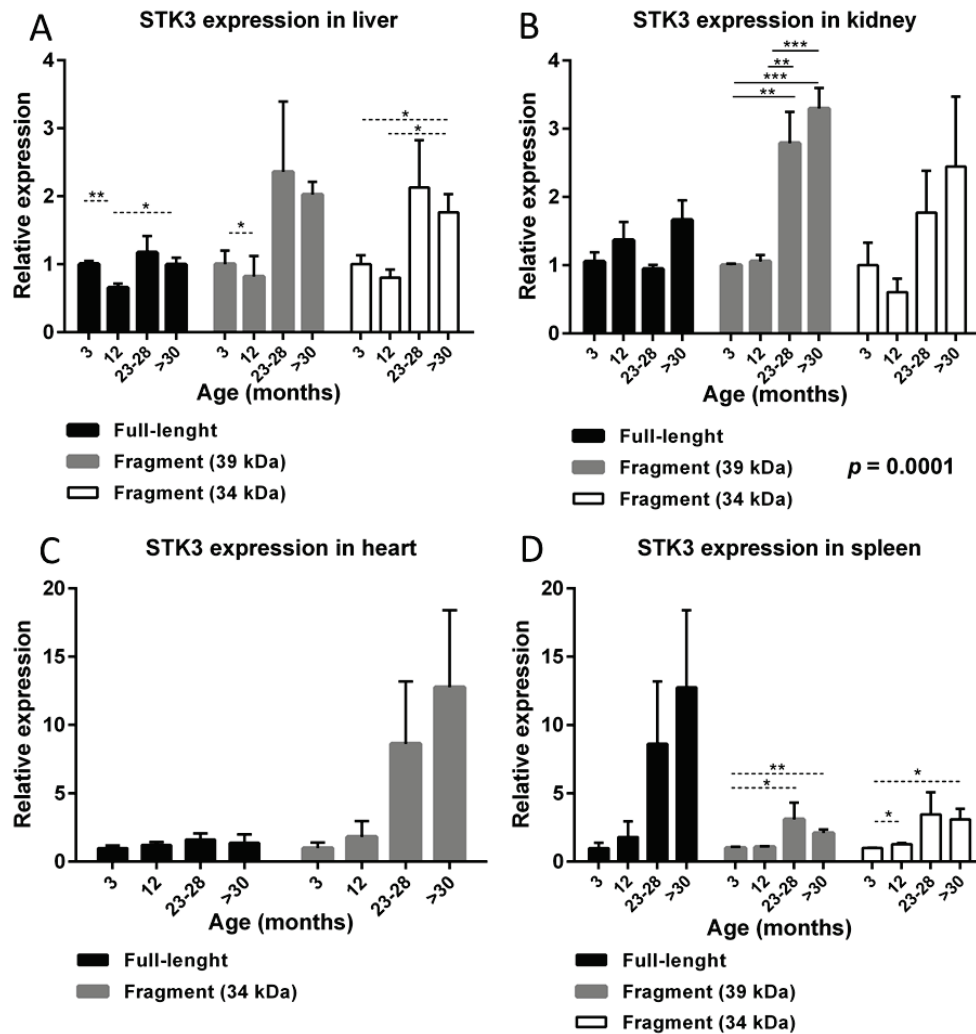 A
STK3 expression in liver
Relative expression
4
3
2
1
0
** * * * *
3 12 23-28 >30 3 12 23-28 >30 3 12 23-28 >30
Age (months)
Full-lenght
Fragment (39 kDa)
Fragment (34 kDa)
B
STK3 expression in kidney
Relative expression
4
3
2
1
0
***
**
***
**
3 12 23-28 >30 3 12 23-28 >30 3 12 23-28 >30
Age (months)
Full-lenght
Fragment (39 kDa)
Fragment (34 kDa)
p = 0.0001
C
STK3 expression in heart
Relative expression
20
15
10
5
0
3 12 23-28 >30 3 12 23-28 >30
Age (months)
Full-lenght
Fragment (34 kDa)
D
STK3 expression in spleen
Relative expression
20
15
10
5
0
** * * *
3 12 23-28 >30 3 12 23-28 >30 3 12 23-28 >30
Age (months)
Full-lenght
Fragment (39 kDa)
Fragment (34 kDa)